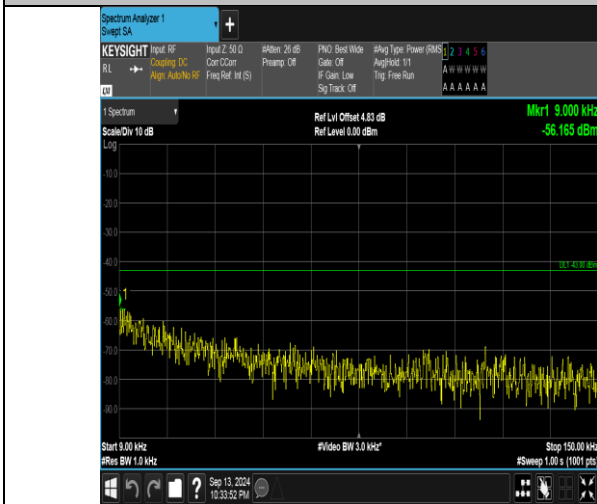 Spectrum Analyzer 1
Swept SA
+
KEYSIGHT Input: RF Input Z: 50 Ω #Atten: 26 dB PNO: Best Wide #Avg Type: Power (RMS 1 2 3 4 5 6
RL Coupling: DC Corr CCorr Preamp: Off Gate: Off Avg|Hold: 1/1 A W W W W W
Align: Auto/No RF Freq Ref: Int (S) IF Gain: Low Trig: Free Run
Sig Track: Off A A A A A A
1 Spectrum Ref Lvl Offset 4.83 dB Mkr1 9.000 kHz
Scale/Div 10 dB Ref Level 0.00 dBm -56.165 dBm
Log
-10.0
-20.0
-30.0
-40.0
DL1 -43.00 dBm
-50.0
1
-60.0
-70.0
-80.0
-90.0
Start 9.00 kHz #Video BW 3.0 kHz* Stop 150.00 kHz
#Res BW 1.0 kHz #Sweep 1.00 s (1001 pts)
? Sep 13, 2024
10:33:52 PM